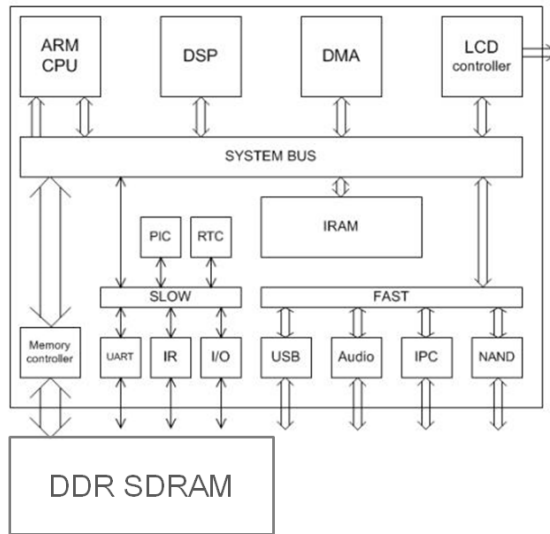 ARM
CPU
DSP
DMA
LCD
controller
SYSTEM BUS
PIC
RTC
IRAM
SLOW
FAST
Memory
controller
UART
IR
I/O
USB
Audio
IPC
NAND
DDR SDRAM